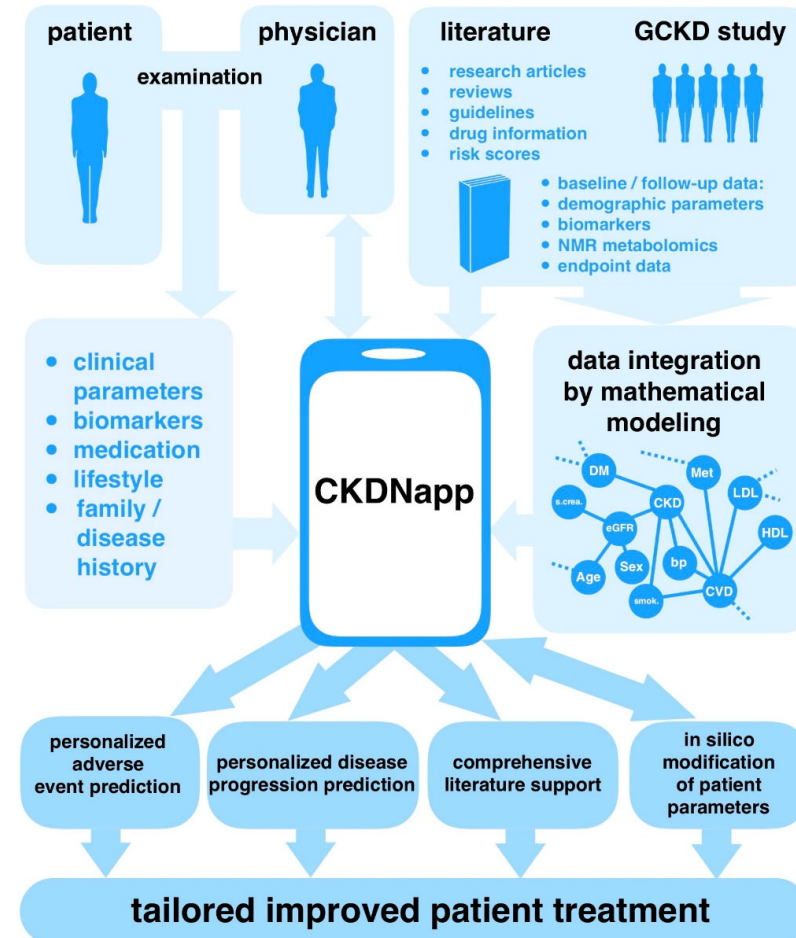 patient
physician
examination
literature
GCKD study
• research articles
• reviews
• guidelines
• drug information
• risk scores
• baseline / follow-up data:
• demographic parameters
• biomarkers
• NMR metabolomics
• endpoint data
• clinical
parameters
• biomarkers
• medication
• lifestyle
• family /
disease
history
CKDNapp
data integration
by mathematical
modeling
DM
Met
LDL
s.crea.
CKD
eGFR
HDL
Age
Sex
bp
smok.
CVD
personalized
adverse
event prediction
personalized disease
progression prediction
comprehensive
literature support
in silico
modification
of patient
parameters
tailored improved patient treatment